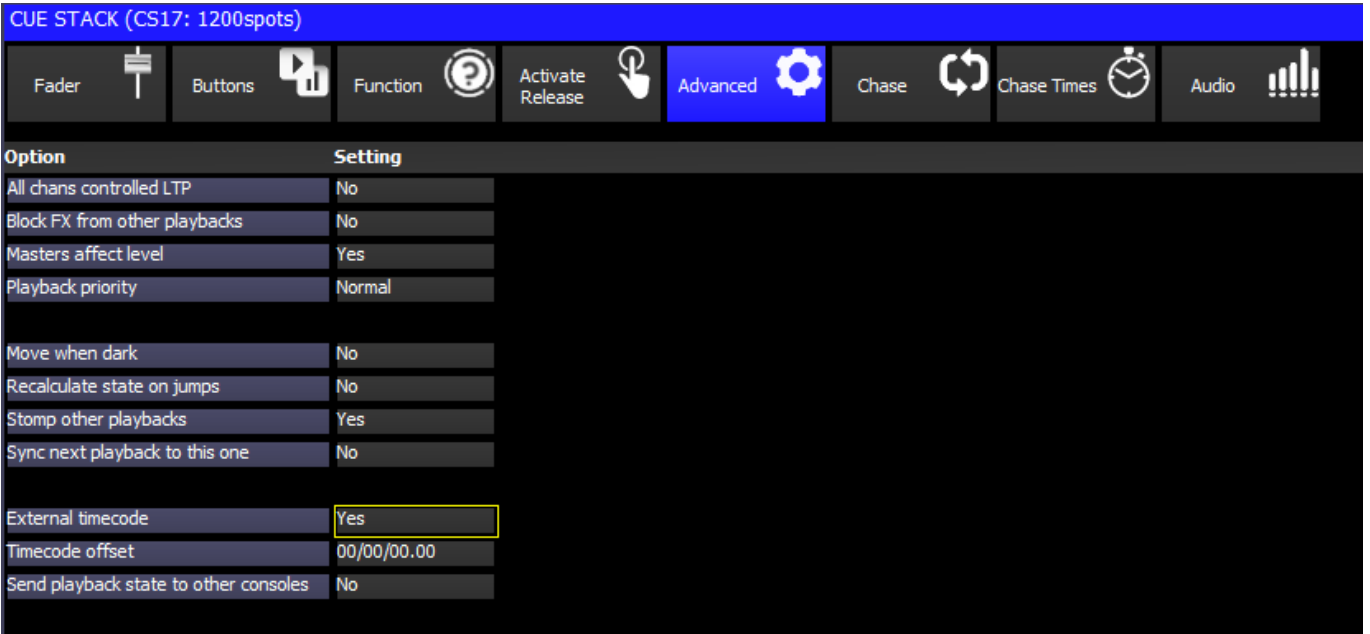 CUE STACK (CS17: 1200spots)
Fader Buttons Function Activate Release Advanced Chase Chase Times Audio
Option Setting
All chans controlled LTP No
Block FX from other playbacks No
Masters affect level Yes
Playback priority Normal
Move when dark No
Recalculate state on jumps No
Stomp other playbacks Yes
Sync next playback to this one No
External timecode Yes
Timecode offset 00/00/00.00
Send playback state to other consoles No